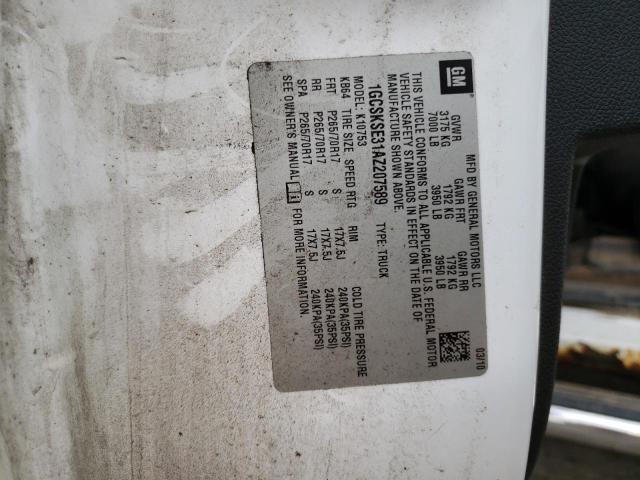 GM
MFD BY GENERAL MOTORS LLC
03/10
GVWR GAWR FRT GAWR RR
3175 KG 1792 KG 1792 KG
7000 LB 3950 LB 3950 LB
THIS VEHICLE CONFORMS TO ALL APPLICABLE U.S. FEDERAL MOTOR
VEHICLE SAFETY STANDARDS IN EFFECT ON THE DATE OF
MANUFACTURE SHOWN ABOVE.
1GCSKSE31AZ207589 TYPE: TRUCK
MODEL: K10753
KB64 TIRE SIZE SPEED RTG RIM COLD TIRE PRESSURE
FRT P265/70R17 S 17X7.5J 240KPA(35PSI)
RR P265/70R17 S 17X7.5J 240KPA(35PSI)
SPA P265/70R17 S 17X7.5J 240KPA(35PSI)
SEE OWNER'S MANUAL i FOR MORE INFORMATION.